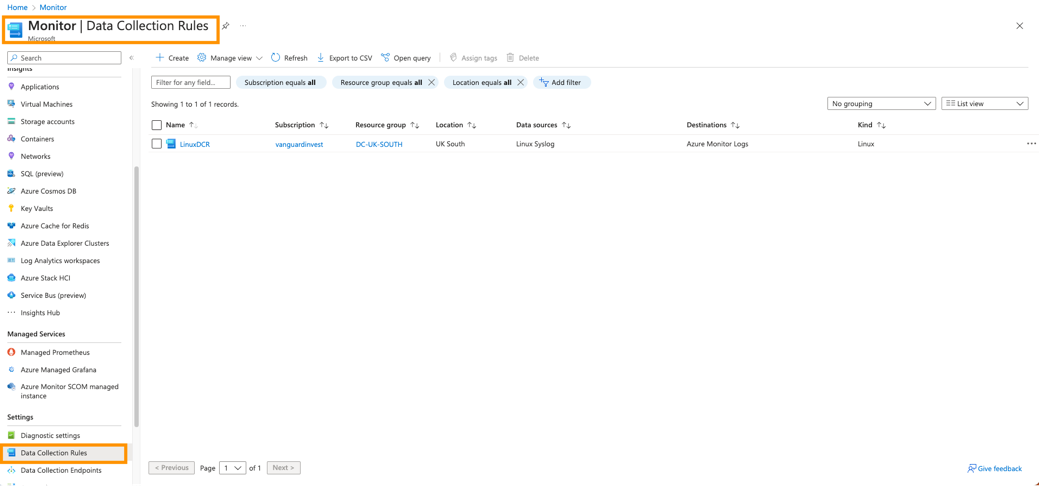 Home > Monitor
Monitor | Data Collection Rules
Microsoft
Search
Insights
Applications
Virtual Machines
Storage accounts
Containers
Networks
SQL (preview)
Azure Cosmos DB
Key Vaults
Azure Cache for Redis
Azure Data Explorer Clusters
Log Analytics workspaces
Azure Stack HCI
Service Bus (preview)
Insights Hub
Managed Services
Managed Prometheus
Azure Managed Grafana
Azure Monitor SCOM managed
instance
Settings
Diagnostic settings
Data Collection Rules
Data Collection Endpoints
Create Manage view Refresh Export to CSV Open query Assign tags Delete
Filter for any field... Subscription equals all Resource group equals all Location equals all Add filter
Showing 1 to 1 of 1 records.
No grouping List view
Name Subscription Resource group Location Data sources Destinations Kind
LinuxDCR vanguardinvest DC-UK-SOUTH UK South Linux Syslog Azure Monitor Logs Linux
< Previous Page 1 of 1 Next >
Give feedback